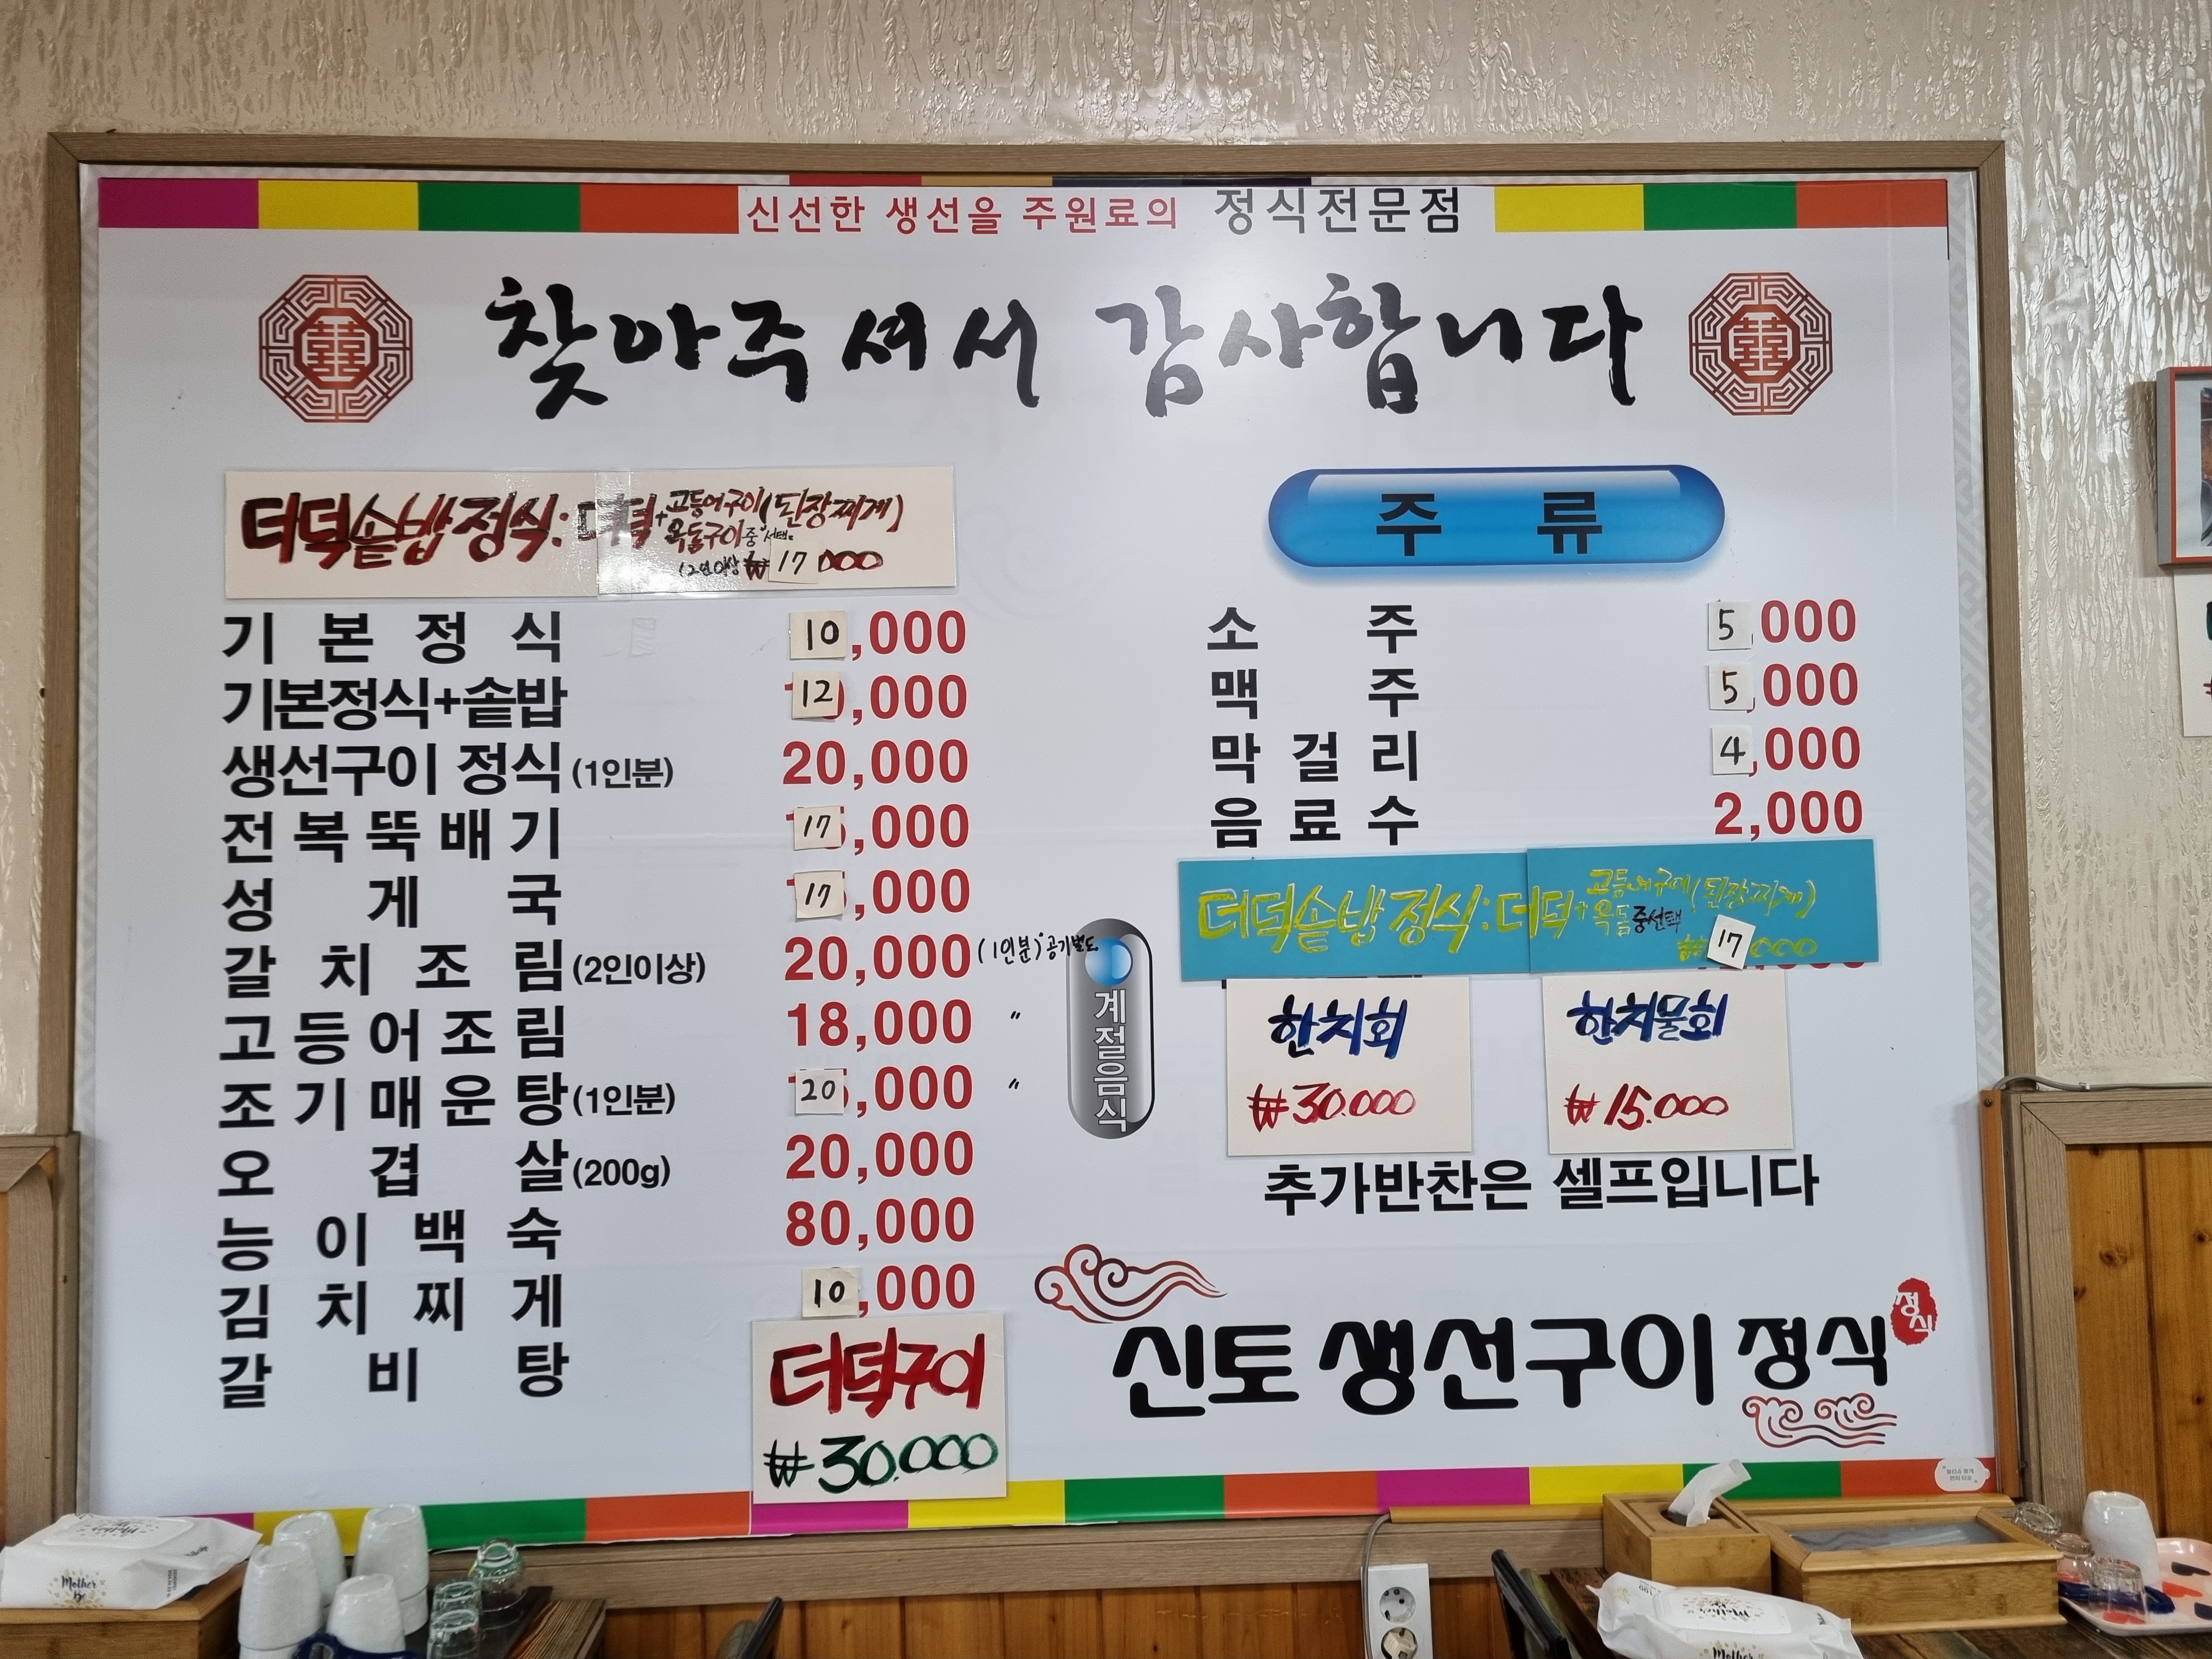 신선한 생선을 주원료의 정식전문점
찾아주셔서 감사합니다
더덕솥밥정식: 더덕+고등어구이(된장찌개)
옥돔구이중 선택
(2인이상 ₩17000
기본정식 10,000
기본정식+솥밥 12,000
생선구이 정식(1인분) 20,000
전복뚝배기 17,000
성게국 17,000
갈치조림(2인이상) 20,000 (1인분) 공기별도
고등어조림 18,000 〃
조기매운탕(1인분) 20,000 〃
오겹살(200g) 20,000
능이백숙 80,000
김치찌게 10,000
갈비탕
더덕구이
₩30.000
주류
소주 5,000
맥주 5,000
막걸리 4,000
음료수 2,000
더덕솥밥정식: 더덕+고등어구이(된장찌개)
옥돔중선택
₩17000
계절음식
한치회
₩30.000
한치물회
₩15.000
추가반찬은 셀프입니다
신토 생선구이 정식
정식
Mother
Mother